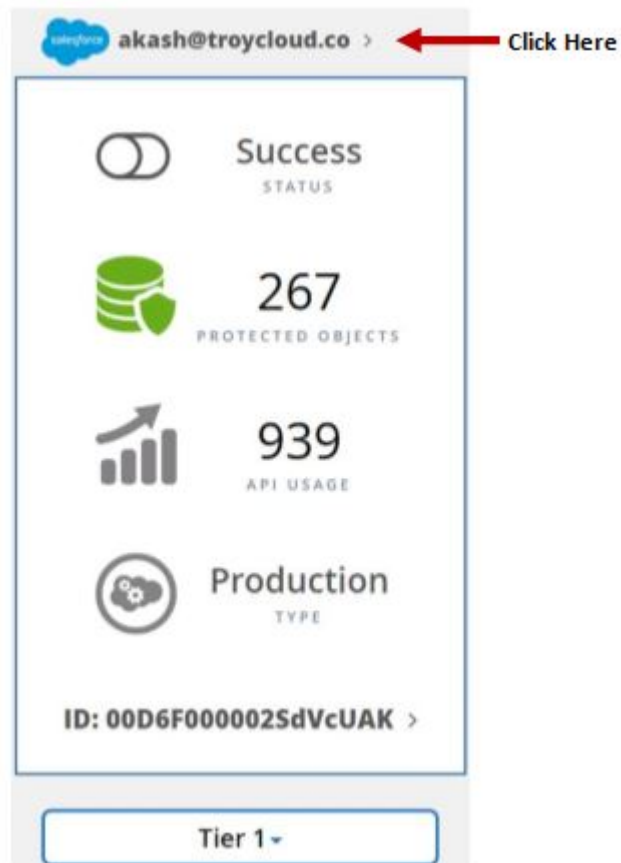 salesforce akash@troycloud.co > Click Here
Success
STATUS
267
PROTECTED OBJECTS
939
API USAGE
Production
TYPE
ID: 00D6F000002SdVcUAK >
Tier 1